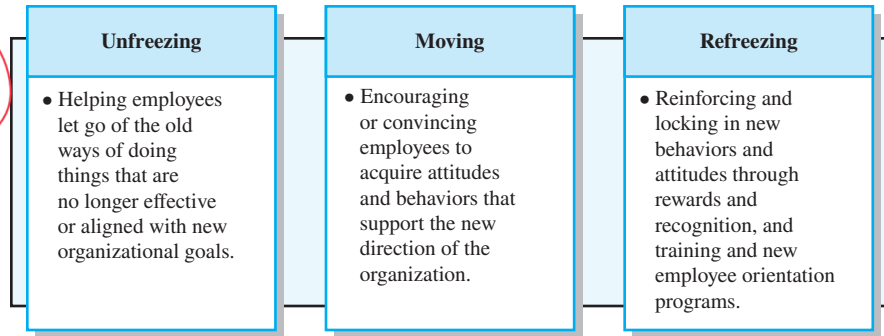 Unfreezing
• Helping employees
let go of the old
ways of doing
things that are
no longer effective
or aligned with new
organizational goals.
Moving
• Encouraging
or convincing
employees to
acquire attitudes
and behaviors that
support the new
direction of the
organization.
Refreezing
• Reinforcing and
locking in new
behaviors and
attitudes through
rewards and
recognition, and
training and new
employee orientation
programs.